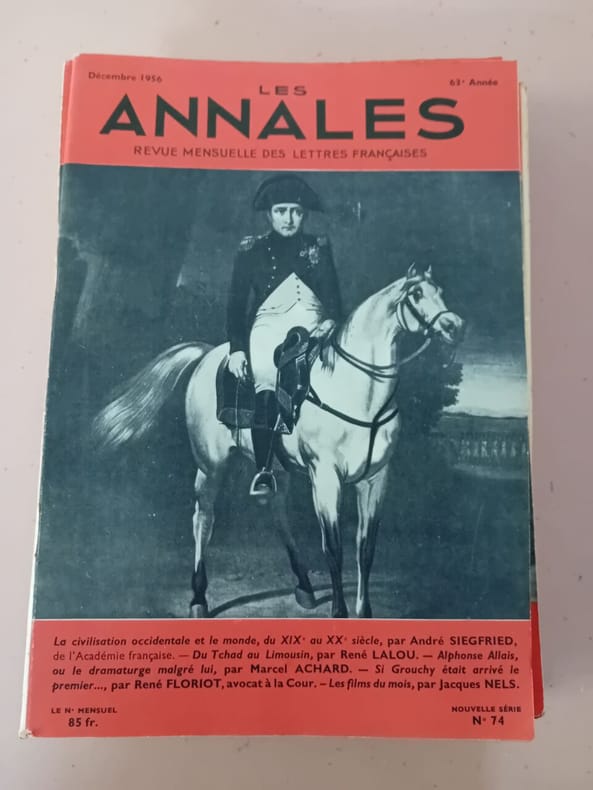 Décembre 1956
63e Année
LES
ANNALES
REVUE MENSUELLE DES LETTRES FRANÇAISES
La civilisation occidentale et le monde, du XIXe au XXe siècle, par André SIEGFRIED,
de l'Académie française. — Du Tchad au Limousin, par René LALOU. — Alphonse Allais,
ou le dramaturge malgré lui, par Marcel ACHARD. — Si Grouchy était arrivé le
premier..., par René FLORIOT, avocat à la Cour. – Les films du mois, par Jacques NELS.
LE No MENSUEL
85 fr.
NOUVELLE SÉRIE
No 74